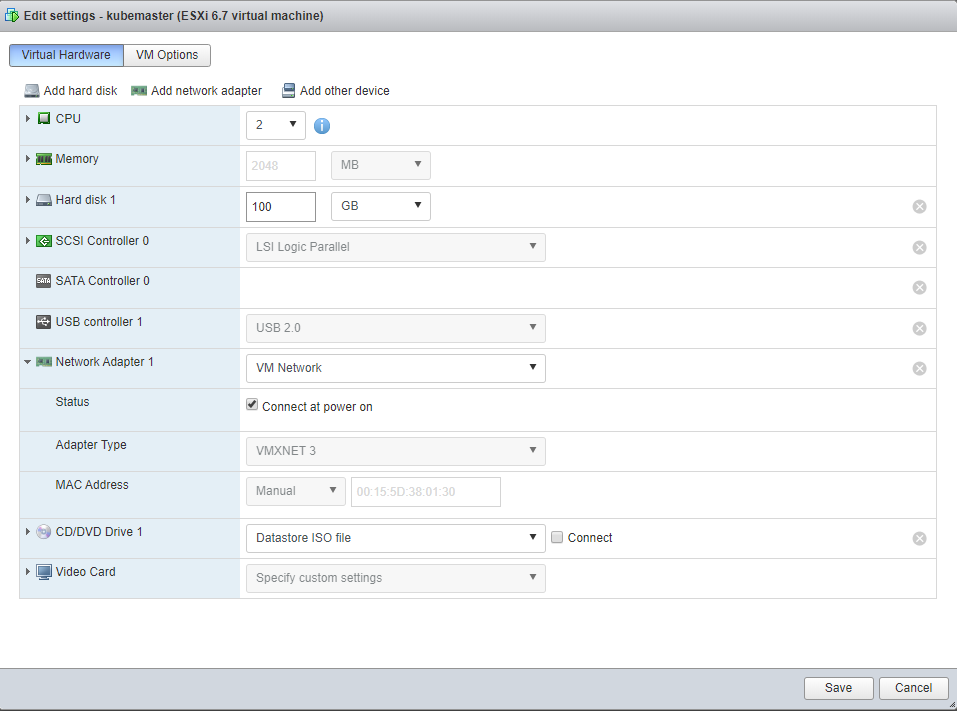 Edit settings - kubemaster (ESXi 6.7 virtual machine)
Virtual Hardware VM Options
Add hard disk Add network adapter Add other device
CPU 2
Memory 2048 MB
Hard disk 1 100 GB
SCSI Controller 0 LSI Logic Parallel
SATA SATA Controller 0
USB controller 1 USB 2.0
Network Adapter 1 VM Network
Status Connect at power on
Adapter Type VMXNET 3
MAC Address Manual 00:15:5D:38:01:30
CD/DVD Drive 1 Datastore ISO file Connect
Video Card Specify custom settings
Save Cancel